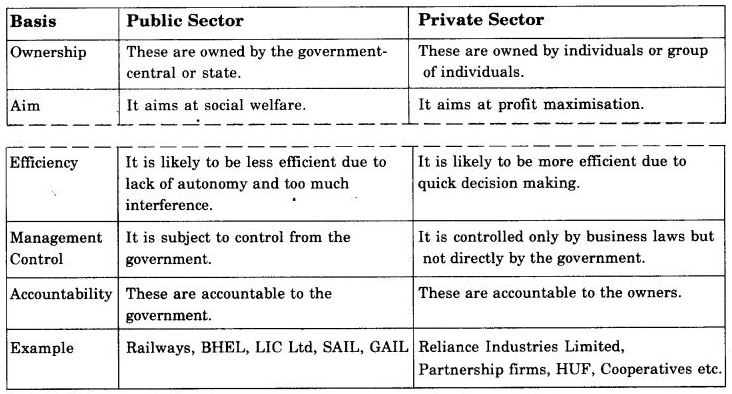 Basis Public Sector Private Sector
Ownership These are owned by the government- These are owned by individuals or group
central or state. of individuals.
Aim It aims at social welfare. It aims at profit maximisation.
Efficiency It is likely to be less efficient due to It is likely to be more efficient due to
lack of autonomy and too much quick decision making.
interference.
Management It is subject to control from the It is controlled only by business laws but
Control government. not directly by the government.
Accountability These are accountable to the These are accountable to the owners.
government.
Example Railways, BHEL, LIC Ltd, SAIL, GAIL Reliance Industries Limited,
Partnership firms, HUF, Cooperatives etc.